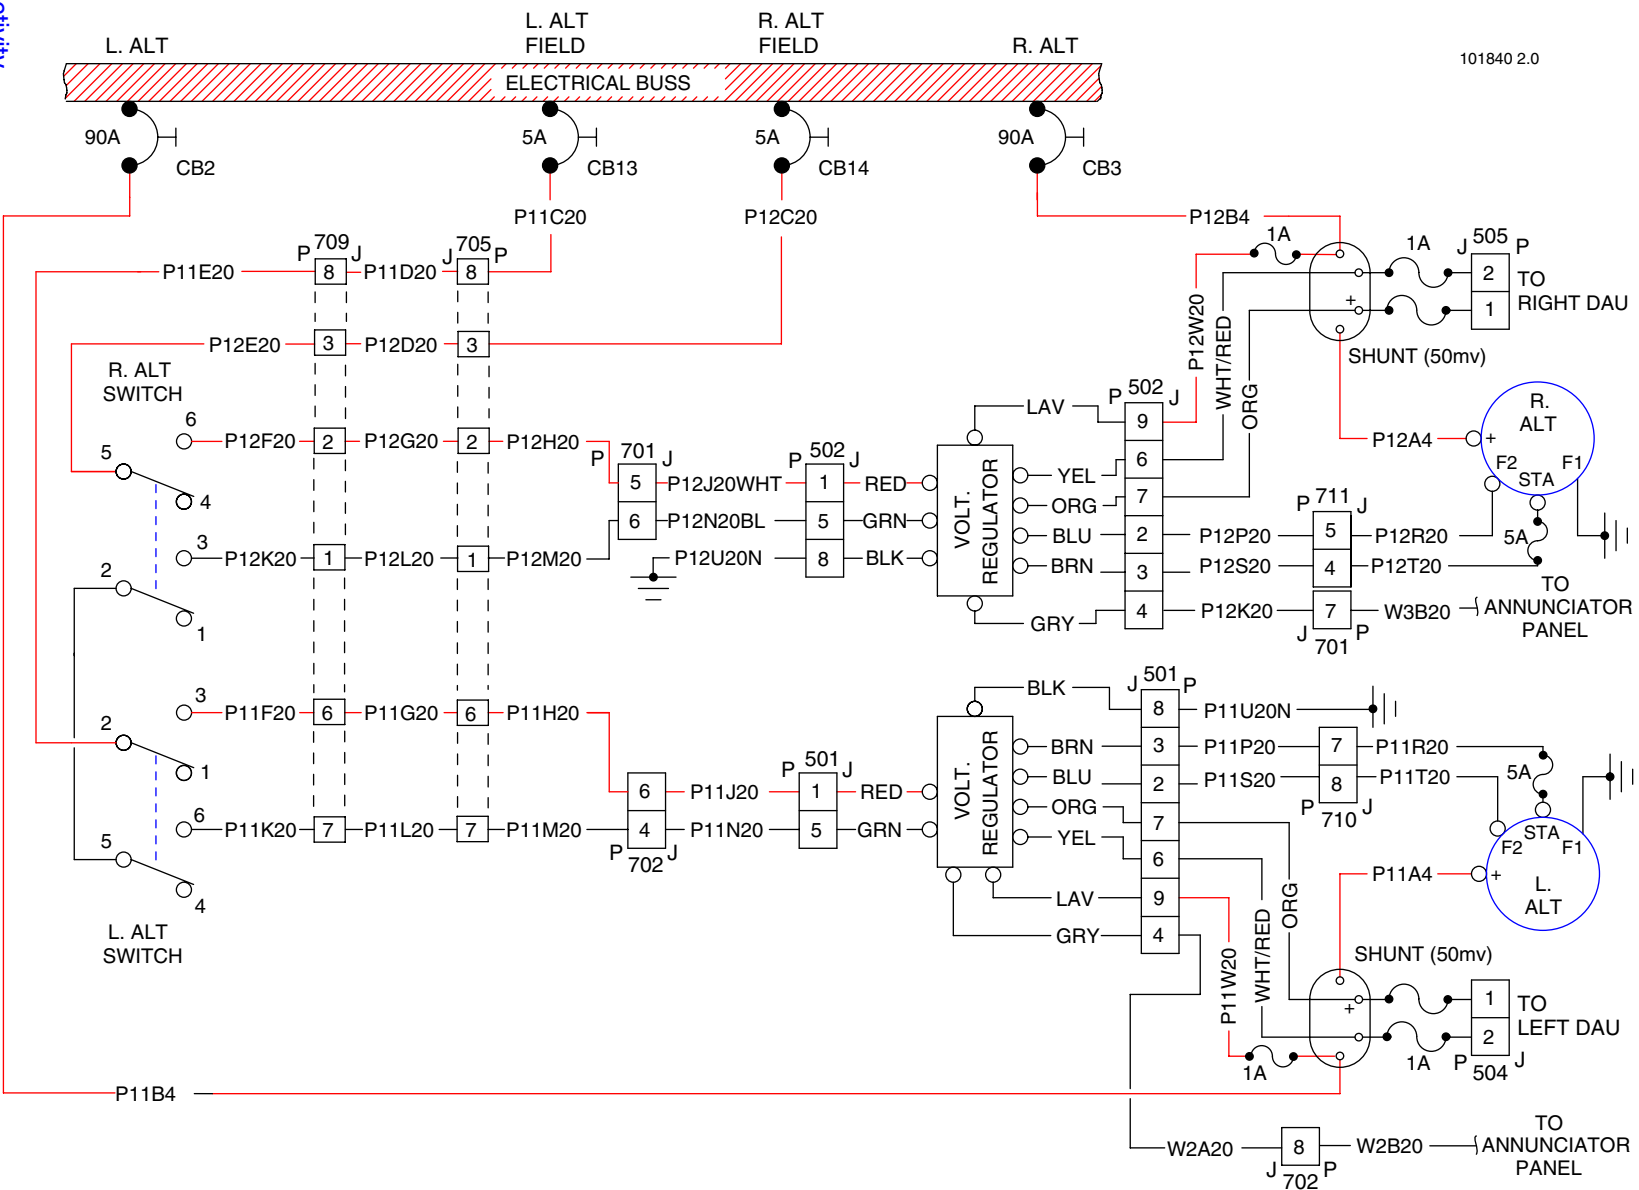 L. ALT
L. ALT
FIELD
R. ALT
FIELD
R. ALT
101840 2.0
ELECTRICAL BUSS
90A
CB2
5A
CB13
5A
CB14
90A
CB3
P11C20
P12C20
P12B4
P 709 J
J 705 P
P11E20
8
P11D20
8
P12E20
3
P12D20
3
R. ALT
SWITCH
6
P12F20
2
P12G20
2
P12H20
5
4
3
P12K20
1
P12L20
1
P12M20
2
1
3
P11F20
6
P11G20
6
P11H20
2
1
6
P11K20
7
P11L20
7
P11M20
5
4
L. ALT
SWITCH
P 701 J
5
P12J20WHT
6
P12N20BL
P12U20N
P 502 J
1
RED
5
GRN
8
BLK
VOLT.
REGULATOR
LAV
YEL
ORG
BLU
BRN
GRY
P 502 J
9
6
7
2
3
4
P12W20
WHT/RED
ORG
1A
+
1A
J 505 P
2
1
TO
RIGHT DAU
SHUNT (50mv)
P12A4
+
R.
ALT
F2
F1
STA
5A
P12P20
P12S20
P 711 J
5
4
P12R20
P12T20
P12K20
7
J 701 P
W3B20
TO
ANNUNCIATOR
PANEL
6
P11J20
4
P11N20
P 702 J
P 501 J
1
RED
5
GRN
VOLT.
REGULATOR
BLK
BRN
BLU
ORG
YEL
LAV
GRY
J 501 P
8
3
2
7
6
9
4
P11U20N
P11P20
P11S20
7
8
P 710 J
P11R20
P11T20
5A
STA
F2
F1
+
L.
ALT
P11A4
P11W20
WHT/RED
ORG
SHUNT (50mv)
+
1A
1A
1
2
P 504 J
TO
LEFT DAU
P11B4
W2A20
8
J 702 P
W2B20
TO
ANNUNCIATOR
PANEL